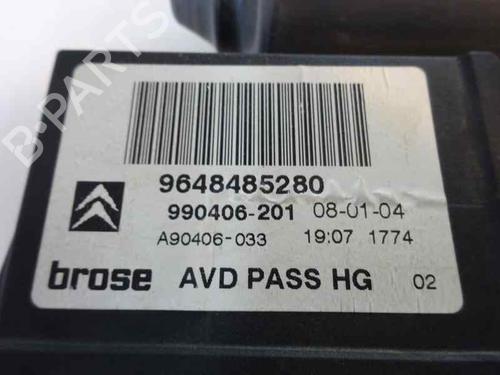 9648485280
990406-201 08-01-04
A90406-033 19:07 1774
brose AVD PASS HG 02
B-PARTS